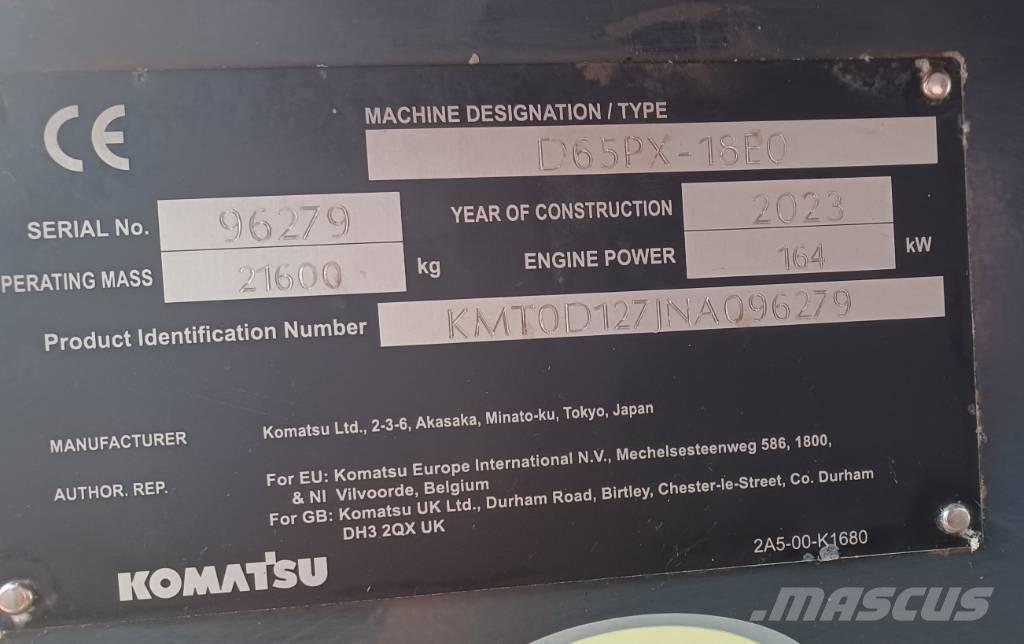 CE
MACHINE DESIGNATION / TYPE
D65PX-18E0
SERIAL No. 96279
YEAR OF CONSTRUCTION 2023
PERATING MASS 21600 kg
ENGINE POWER 164 kW
Product Identification Number KMT0D127JNA096279
MANUFACTURER Komatsu Ltd., 2-3-6, Akasaka, Minato-ku, Tokyo, Japan
AUTHOR. REP. For EU: Komatsu Europe International N.V., Mechelsesteenweg 586, 1800,
& NI Vilvoorde, Belgium
For GB: Komatsu UK Ltd., Durham Road, Birtley, Chester-le-Street, Co. Durham
DH3 2QX UK
2A5-00-K1680
KOMATSU
MASCUS